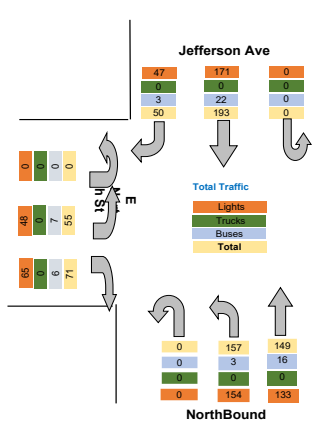 Jefferson Ave
47 171 0
0 0 0
3 22 0
50 193 0
0 0 0 0
E
h St
48 0 7 55
65 0 6 71
Total Traffic
Lights
Trucks
Buses
Total
0 157 149
0 3 16
0 0 0
0 154 133
NorthBound